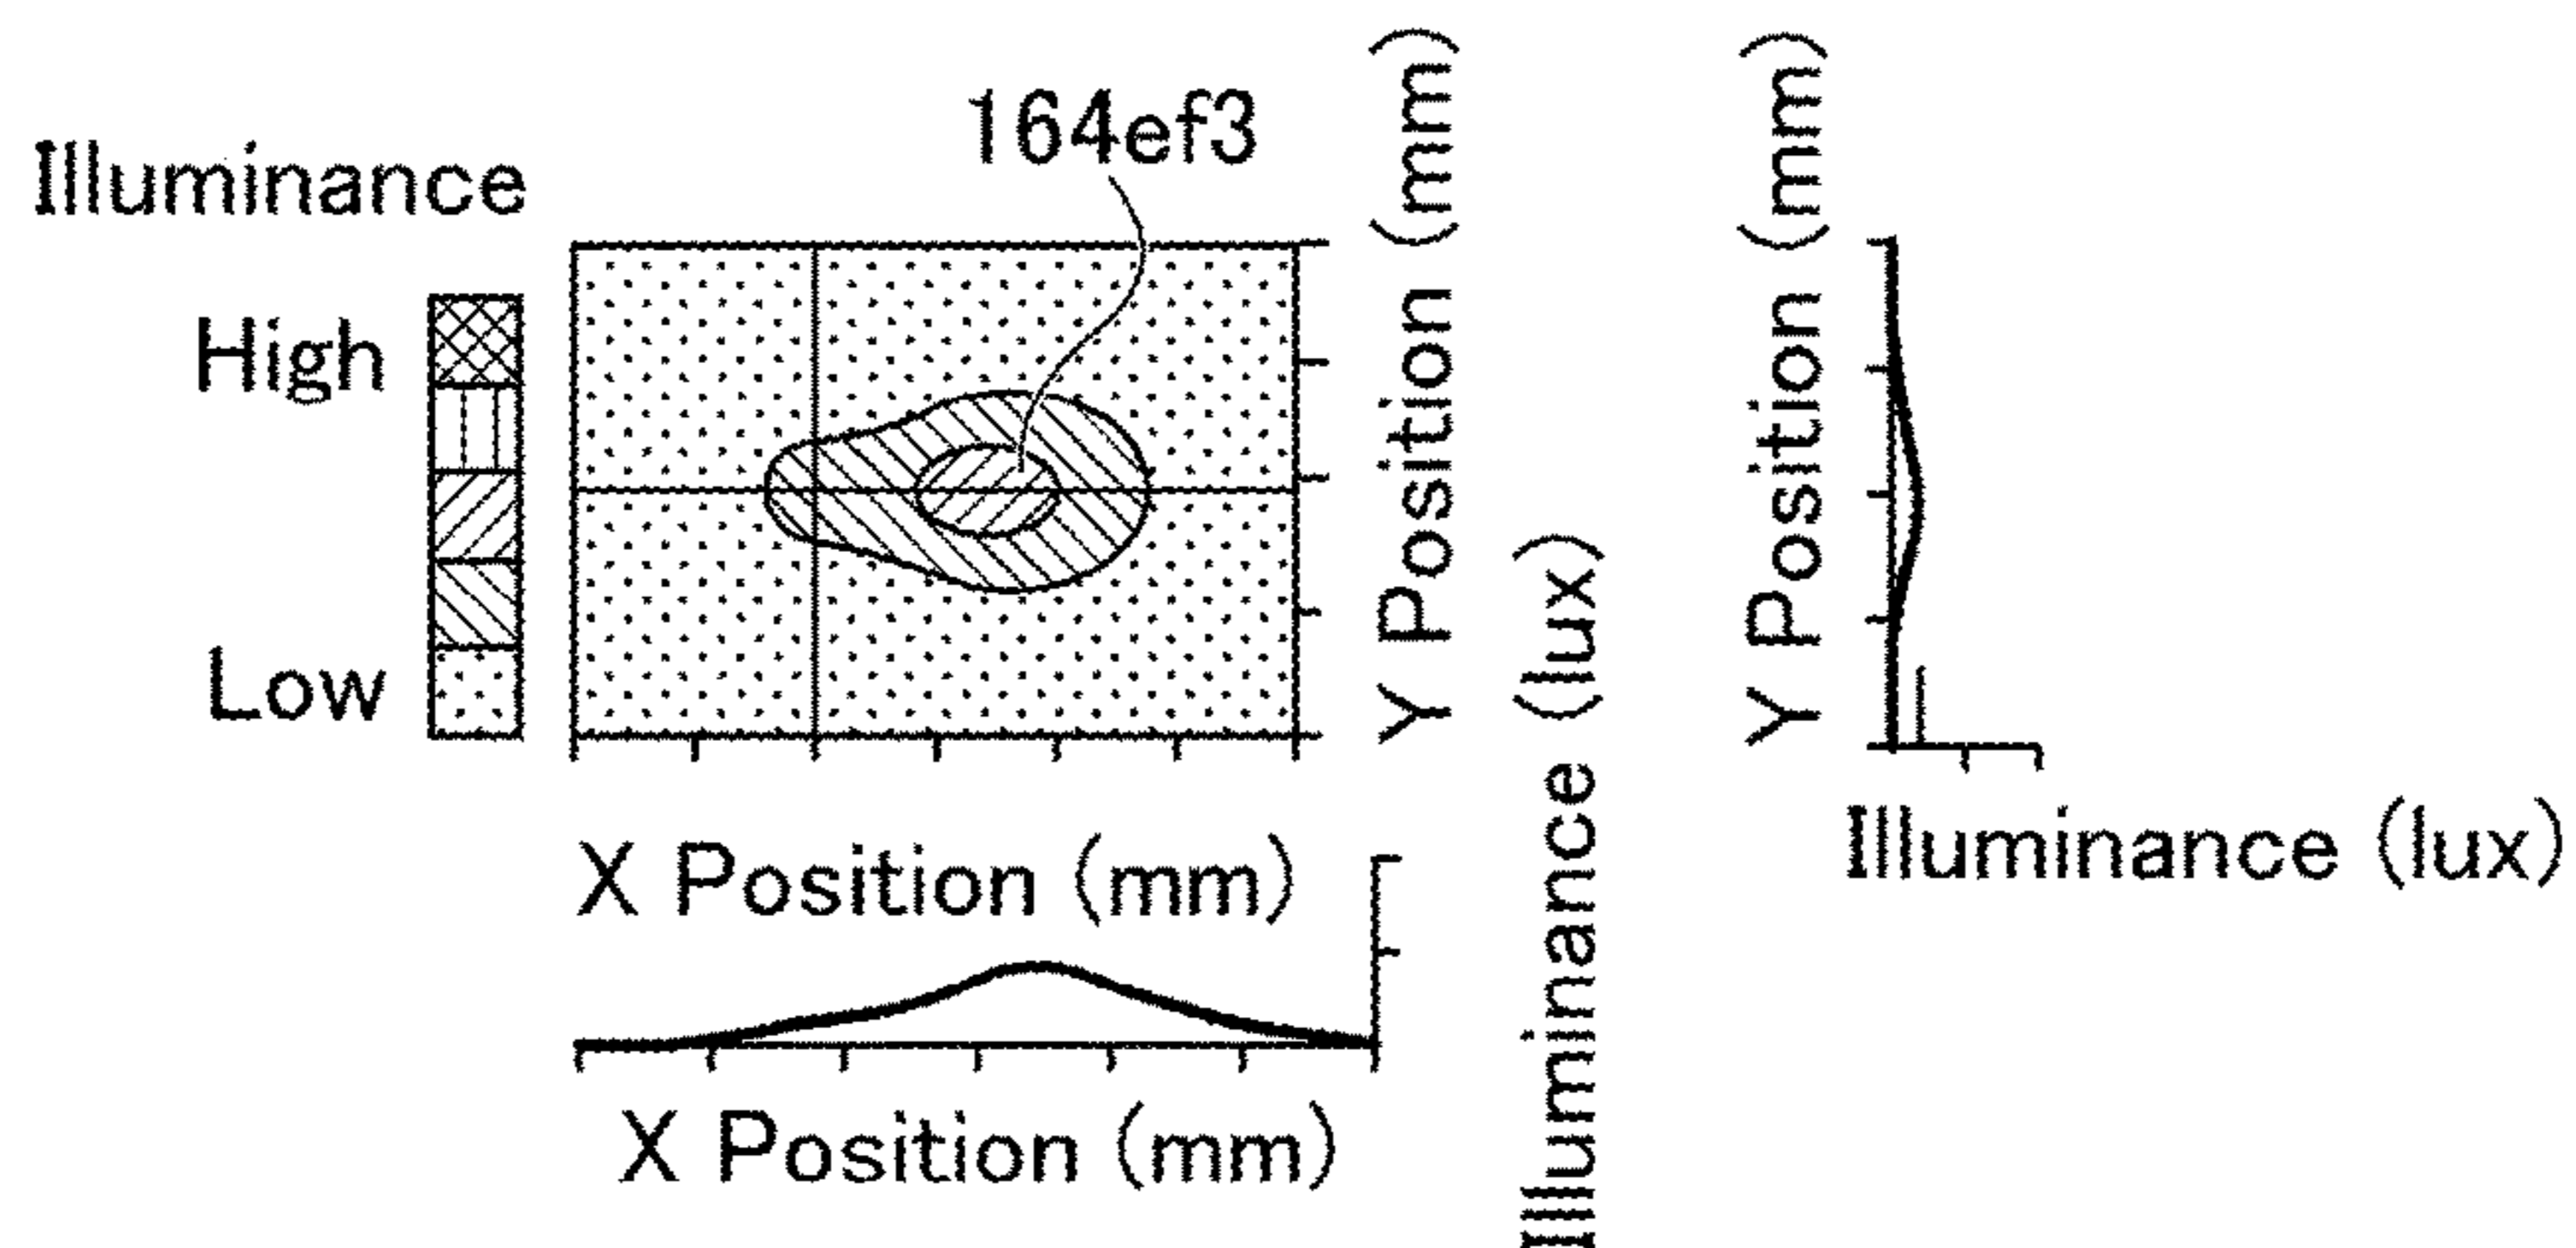 164ef3
Illuminance
High
Low
Y Position (mm)
Y Position (mm)
X Position (mm)
Illuminance (lux)
Illuminance (lux)
X Position (mm)